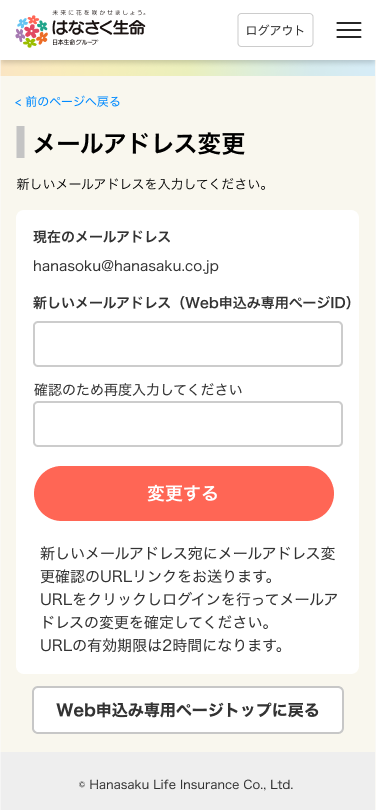 未来に花を咲かせましょう。
はなさく生命
日本生命グループ
ログアウト
< 前のページへ戻る
メールアドレス変更
新しいメールアドレスを入力してください。
現在のメールアドレス
hanasoku@hanasaku.co.jp
新しいメールアドレス（Web申込み専用ページID）
確認のため再度入力してください
変更する
新しいメールアドレス宛にメールアドレス変
更確認のURLリンクをお送ります。
URLをクリックしログインを行ってメールア
ドレスの変更を確定してください。
URLの有効期限は2時間になります。
Web申込み専用ページトップに戻る
© Hanasaku Life Insurance Co., Ltd.